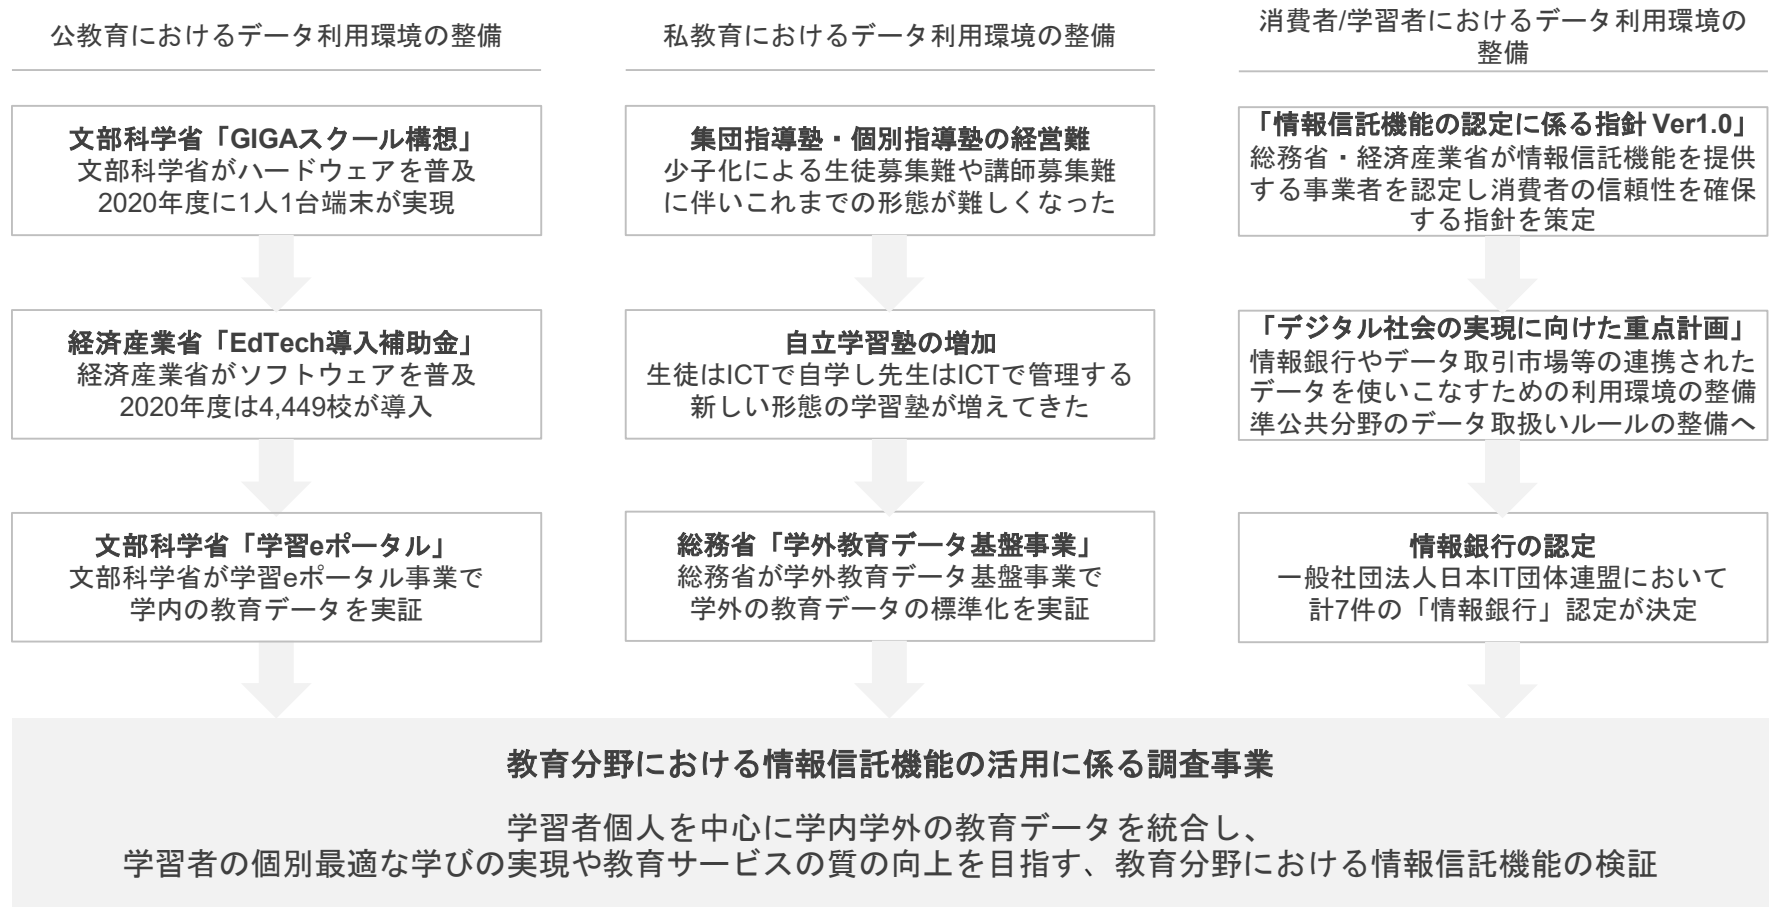 公教育におけるデータ利用環境の整備
文部科学省「GIGAスクール構想」
文部科学省がハードウェアを普及
2020年度に1人1台端末が実現
経済産業省「EdTech導入補助金」
経済産業省がソフトウェアを普及
2020年度は4,449校が導入
文部科学省「学習eポータル」
文部科学省が学習eポータル事業で
学内の教育データを実証
私教育におけるデータ利用環境の整備
集団指導塾・個別指導塾の経営難
少子化による生徒募集難や講師募集難
に伴いこれまでの形態が難しくなった
自立学習塾の増加
生徒はICTで自学し先生はICTで管理する
新しい形態の学習塾が増えてきた
総務省「学外教育データ基盤事業」
総務省が学外教育データ基盤事業で
学外の教育データの標準化を実証
消費者/学習者におけるデータ利用環境の
整備
「情報信託機能の認定に係る指針 Ver1.0」
総務省・経済産業省が情報信託機能を提供
する事業者を認定し消費者の信頼性を確保
する指針を策定
「デジタル社会の実現に向けた重点計画」
情報銀行やデータ取引市場等の連携された
データを使いこなすための利用環境の整備
準公共分野のデータ取扱いルールの整備へ
情報銀行の認定
一般社団法人日本IT団体連盟において
計7件の「情報銀行」認定が決定
教育分野における情報信託機能の活用に係る調査事業
学習者個人を中心に学内学外の教育データを統合し、
学習者の個別最適な学びの実現や教育サービスの質の向上を目指す、教育分野における情報信託機能の検証